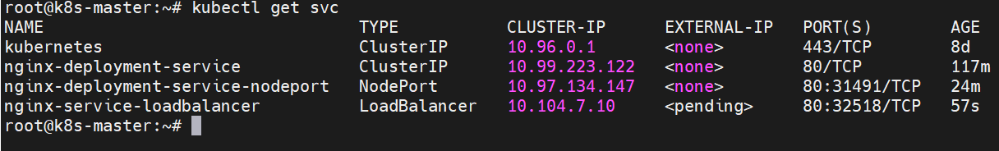 root@k8s-master:~# kubectl get svc
NAME TYPE CLUSTER-IP EXTERNAL-IP PORT(S) AGE
kubernetes ClusterIP 10.96.0.1 <none> 443/TCP 8d
nginx-deployment-service ClusterIP 10.99.223.122 <none> 80/TCP 117m
nginx-deployment-service-nodeport NodePort 10.97.134.147 <none> 80:31491/TCP 24m
nginx-service-loadbalancer LoadBalancer 10.104.7.10 <pending> 80:32518/TCP 57s
root@k8s-master:~#